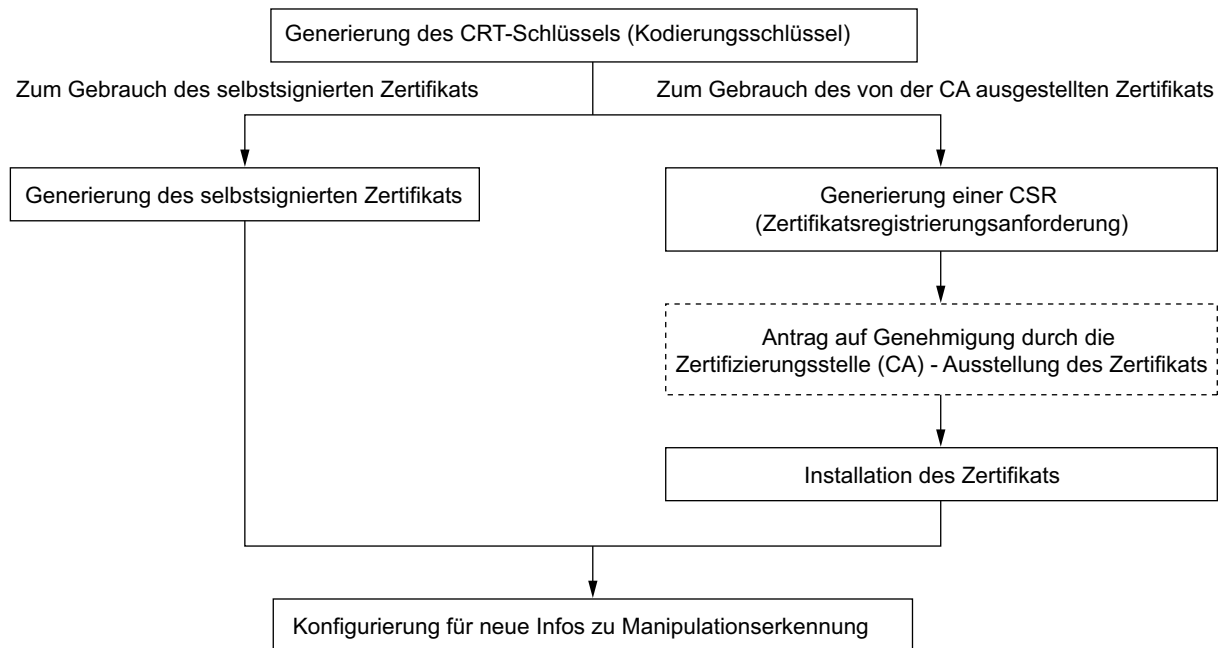 Generierung des CRT-Schlüssels (Kodierungsschlüssel)
Zum Gebrauch des selbstsignierten Zertifikats
Zum Gebrauch des von der CA ausgestellten Zertifikats
Generierung des selbstsignierten Zertifikats
Generierung einer CSR
(Zertifikatsregistrierungsanforderung)
Antrag auf Genehmigung durch die
Zertifizierungsstelle (CA) - Ausstellung des Zertifikats
Installation des Zertifikats
Konfigurierung für neue Infos zu Manipulationserkennung